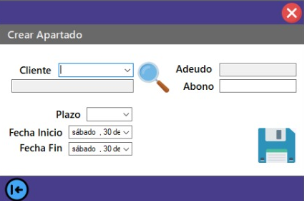 Crear Apartado
Cliente
Adeudo
Abono
Plazo
Fecha Inicio sábado , 30 de
Fecha Fin sábado , 30 de